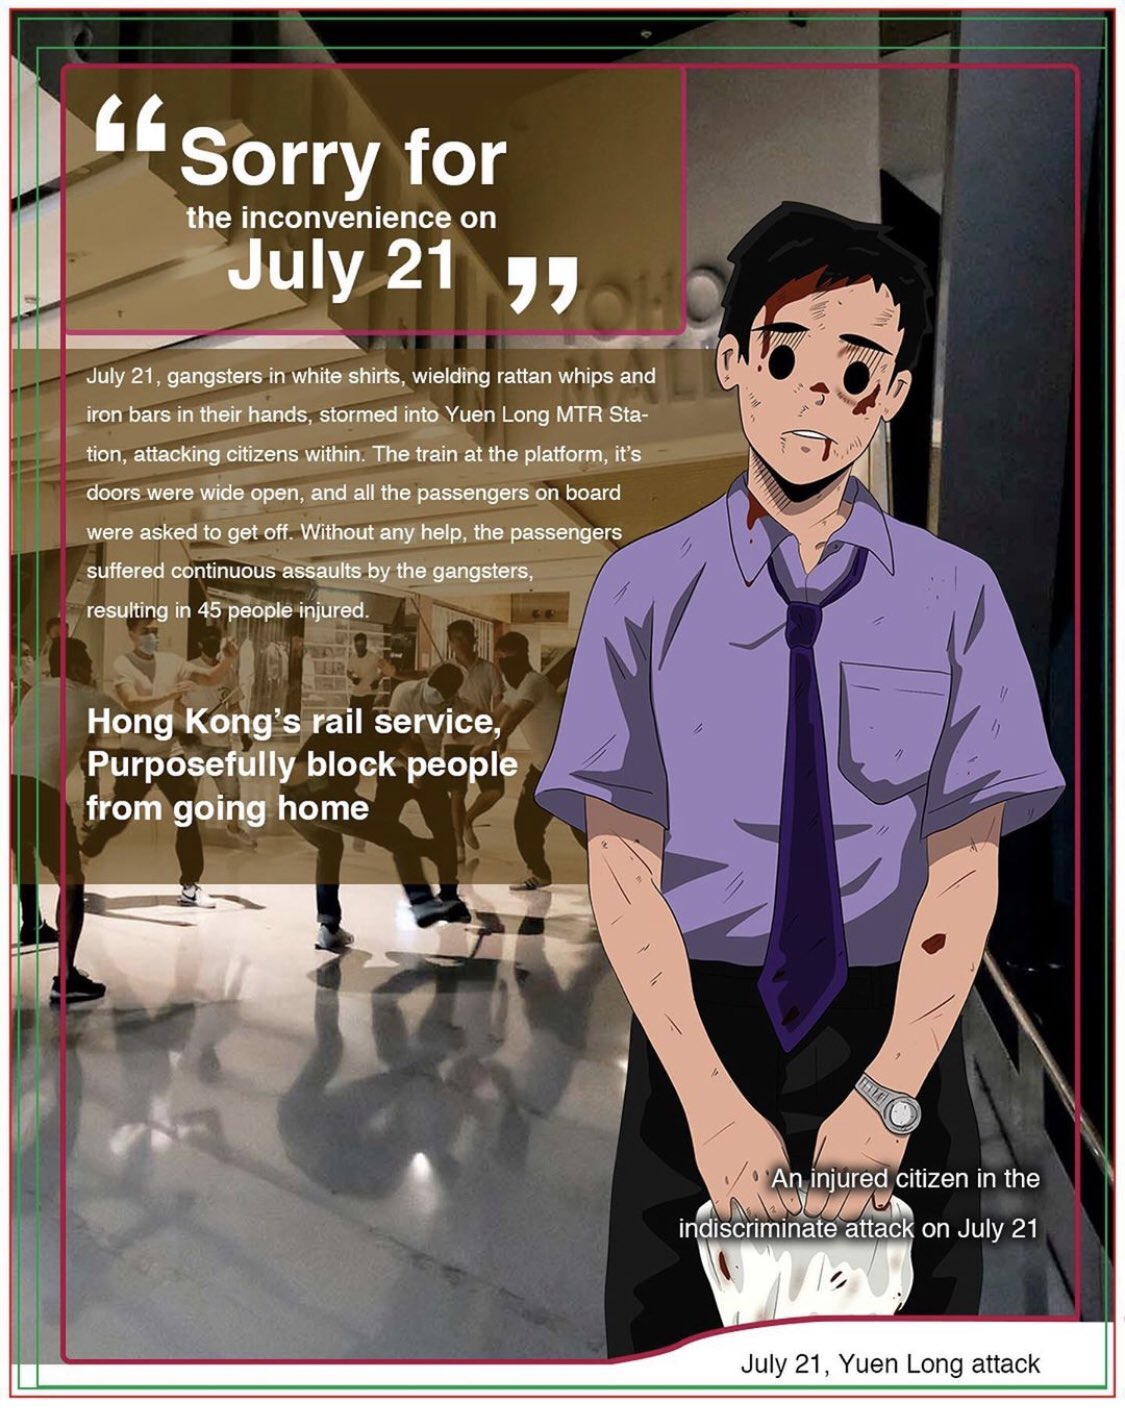 “ Sorry for
the inconvenience on
July 21 ”
YOHO
MALL
July 21, gangsters in white shirts, wielding rattan whips and
iron bars in their hands, stormed into Yuen Long MTR Sta-
tion, attacking citizens within. The train at the platform, it’s
doors were wide open, and all the passengers on board
were asked to get off. Without any help, the passengers
suffered continuous assaults by the gangsters,
resulting in 45 people injured.
Hong Kong’s rail service,
Purposefully block people
from going home
An injured citizen in the
indiscriminate attack on July 21
July 21, Yuen Long attack